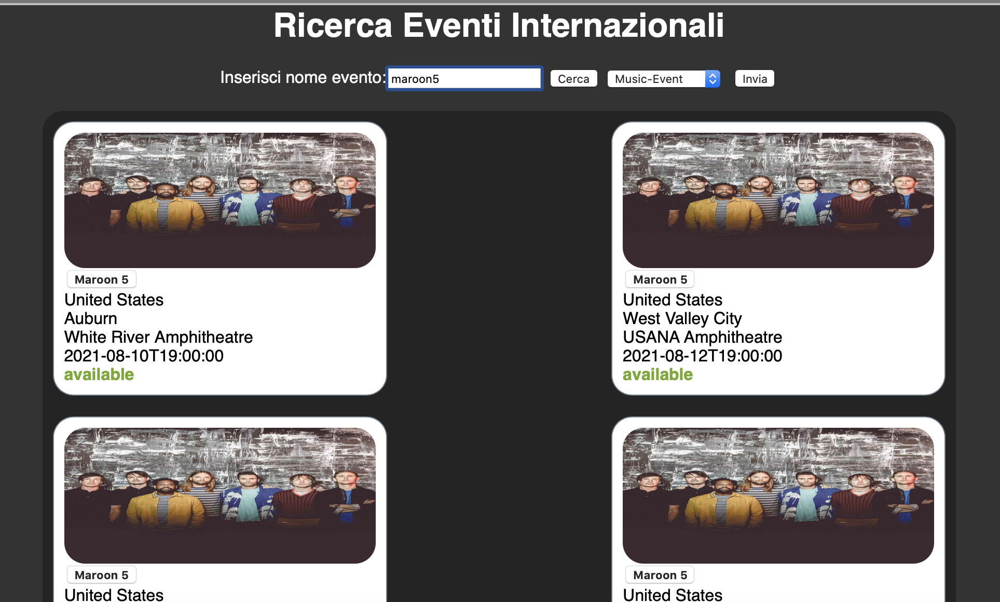 Ricerca Eventi Internazionali
Inserisci nome evento: maroon5 Cerca Music-Event Invia
Maroon 5
United States
Auburn
White River Amphitheatre
2021-08-10T19:00:00
available
Maroon 5
United States
West Valley City
USANA Amphitheatre
2021-08-12T19:00:00
available
Maroon 5
United States
Maroon 5
United States